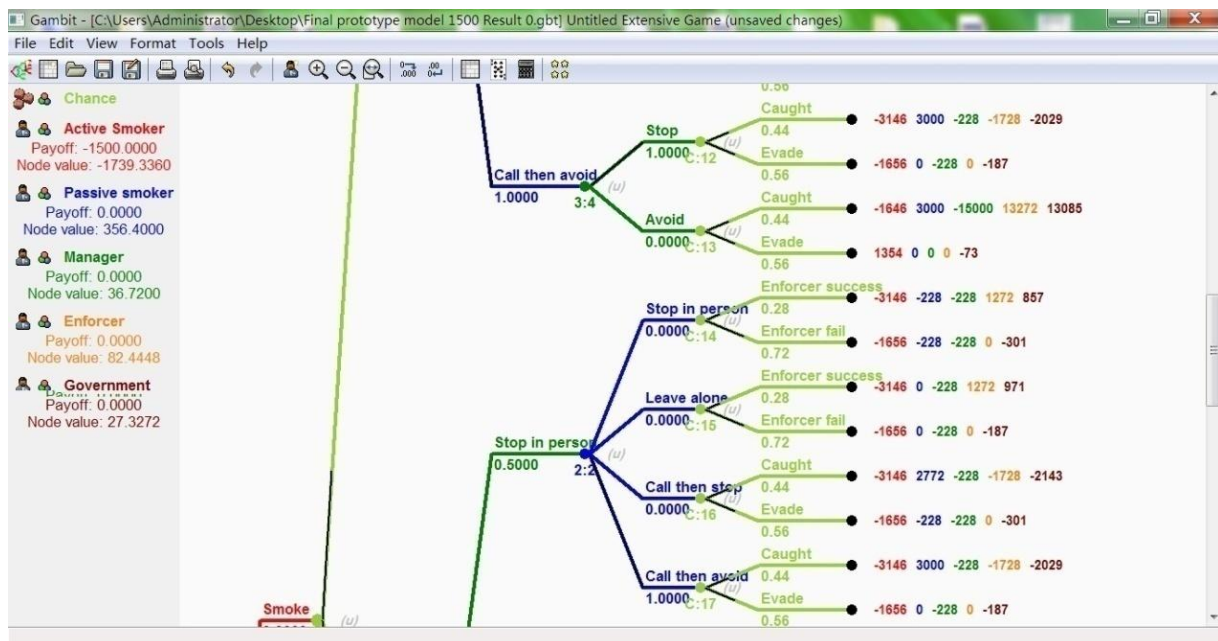 Gambit - [C:\Users\Administrator\Desktop\Final prototype model 1500 Result 0.gbt] Untitled Extensive Game (unsaved changes)
File Edit View Format Tools Help
Chance
Active Smoker
Payoff: -1500.0000
Node value: -1739.3360
Passive smoker
Payoff: 0.0000
Node value: 356.4000
Manager
Payoff: 0.0000
Node value: 36.7200
Enforcer
Payoff: 0.0000
Node value: 82.4448
Government
Payoff: 0.0000
Node value: 27.3272
0.56
Caught
0.44
-3146 3000 -228 -1728 -2029
Stop
1.0000
C:12
(u)
Evade
0.56
-1656 0 -228 0 -187
Call then avoid
1.0000
3:4
(u)
Caught
0.44
-1646 3000 -15000 13272 13085
Avoid
0.0000
C:13
(u)
Evade
0.56
1354 0 0 0 -73
Enforcer success
0.28
-3146 -228 -228 1272 857
Stop in person
0.0000
C:14
(u)
Enforcer fail
0.72
-1656 -228 -228 0 -301
Enforcer success
0.28
-3146 0 -228 1272 971
Leave alone
0.0000
C:15
(u)
Enforcer fail
0.72
-1656 0 -228 0 -187
Stop in person
0.5000
2:2
(u)
Caught
0.44
-3146 2772 -228 -1728 -2143
Call then stop
0.0000
C:16
(u)
Evade
0.56
-1656 -228 -228 0 -301
Caught
0.44
-3146 3000 -228 -1728 -2029
Call then avoid
1.0000
C:17
(u)
Evade
0.56
-1656 0 -228 0 -187
Smoke
(u)